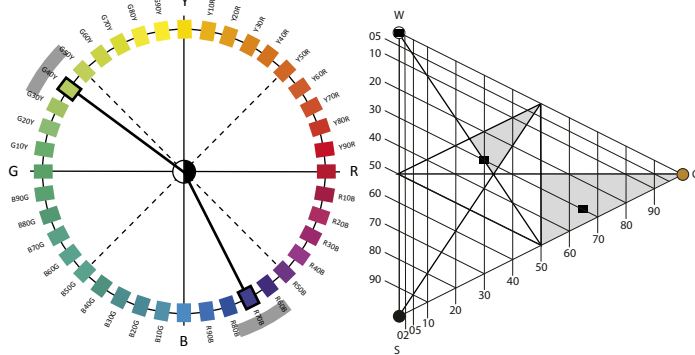 Y
Y10R
Y20R
Y30R
Y40R
Y50R
Y60R
Y70R
Y80R
Y90R
R
R10B
R20B
R30B
R40B
R50B
R60B
R70B
R80B
R90B
B
B10G
B20G
B30G
B40G
B50G
B60G
B70G
B80G
B90G
G
G10Y
G20Y
G30Y
G40Y
G50Y
G60Y
G70Y
G80Y
G90Y
W
05
10
20
30
40
50
60
70
80
90
S
02
05
10
20
30
40
50
60
70
80
90